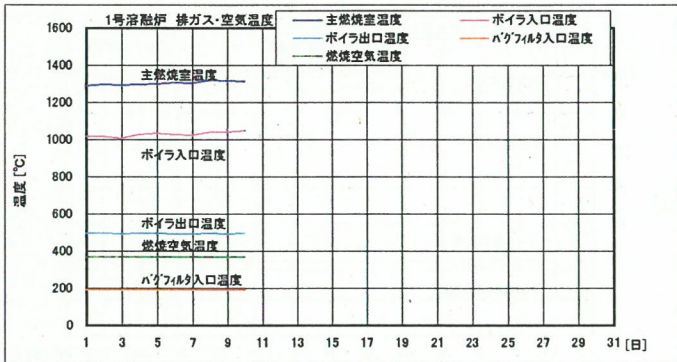 1号溶融炉 排ガス・空気温度
主燃焼室温度
ボイラ入口温度
ボイラ出口温度
バグフィルタ入口温度
燃焼空気温度
温度 [℃]
1600
1400
1200
1000
800
600
400
200
0
主燃焼室温度
ボイラ入口温度
ボイラ出口温度
燃焼空気温度
バグフィルタ入口温度
1 3 5 7 9 11 13 15 17 19 21 23 25 27 29 31 [日]